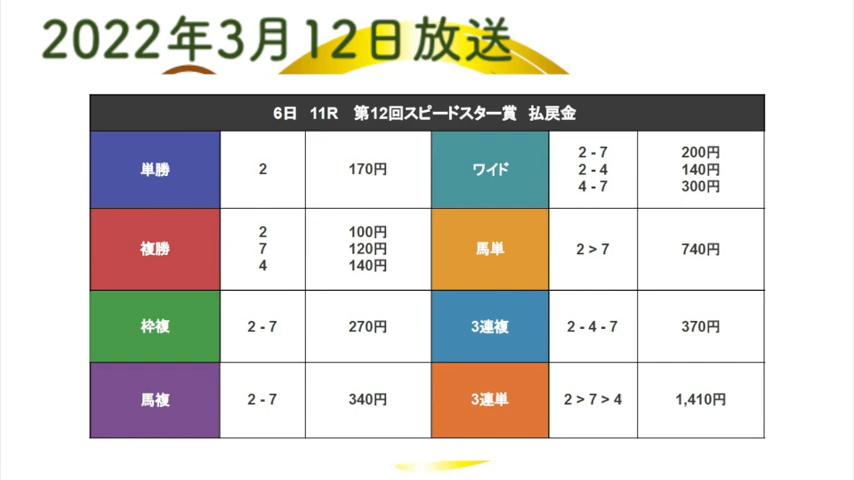 2022年3月12日放送
6日 11R 第12回スピードスター賞 払戻金
単勝 2 170円
複勝 2 100円
7 120円
4 140円
枠複 2 - 7 270円
馬複 2 - 7 340円
ワイド 2 - 7 200円
2 - 4 140円
4 - 7 300円
馬単 2 > 7 740円
3連複 2 - 4 - 7 370円
3連単 2 > 7 > 4 1,410円